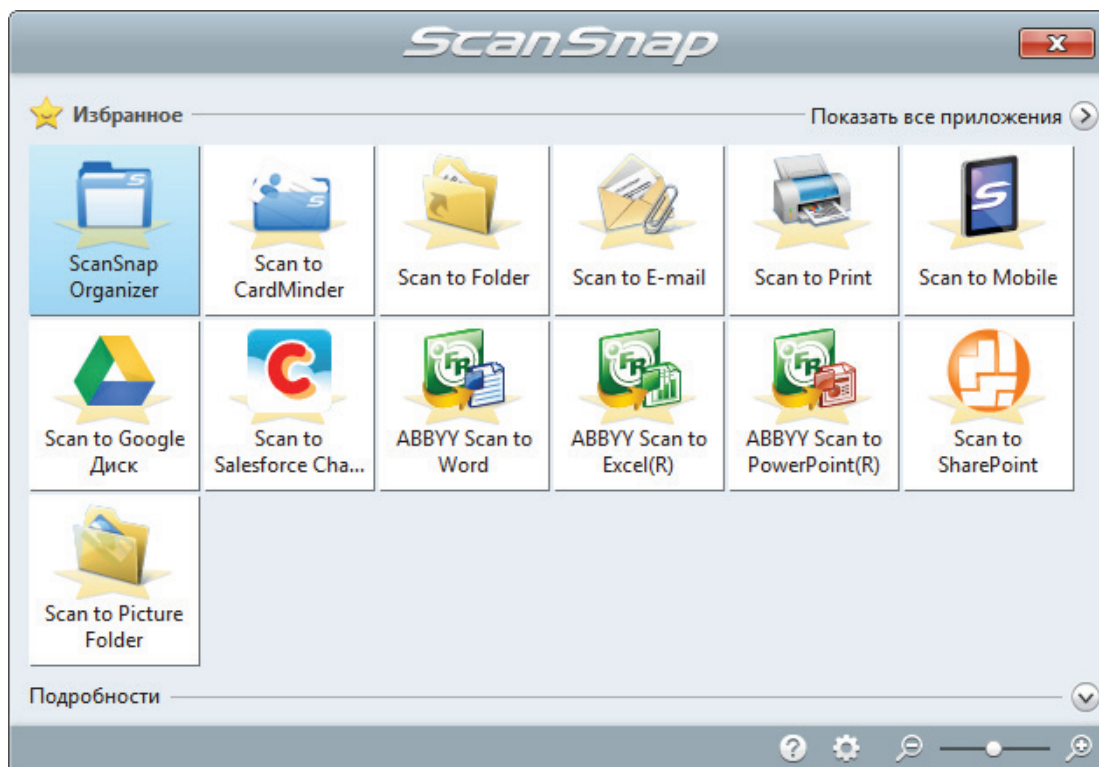 ScanSnap
Избранное
Показать все приложения
ScanSnap
Organizer
Scan to
CardMinder
Scan to Folder
Scan to E-mail
Scan to Print
Scan to Mobile
Scan to Google
Диск
Scan to
Salesforce Cha...
ABBYY Scan to
Word
ABBYY Scan to
Excel(R)
ABBYY Scan to
PowerPoint(R)
Scan to
SharePoint
Scan to Picture
Folder
Подробности